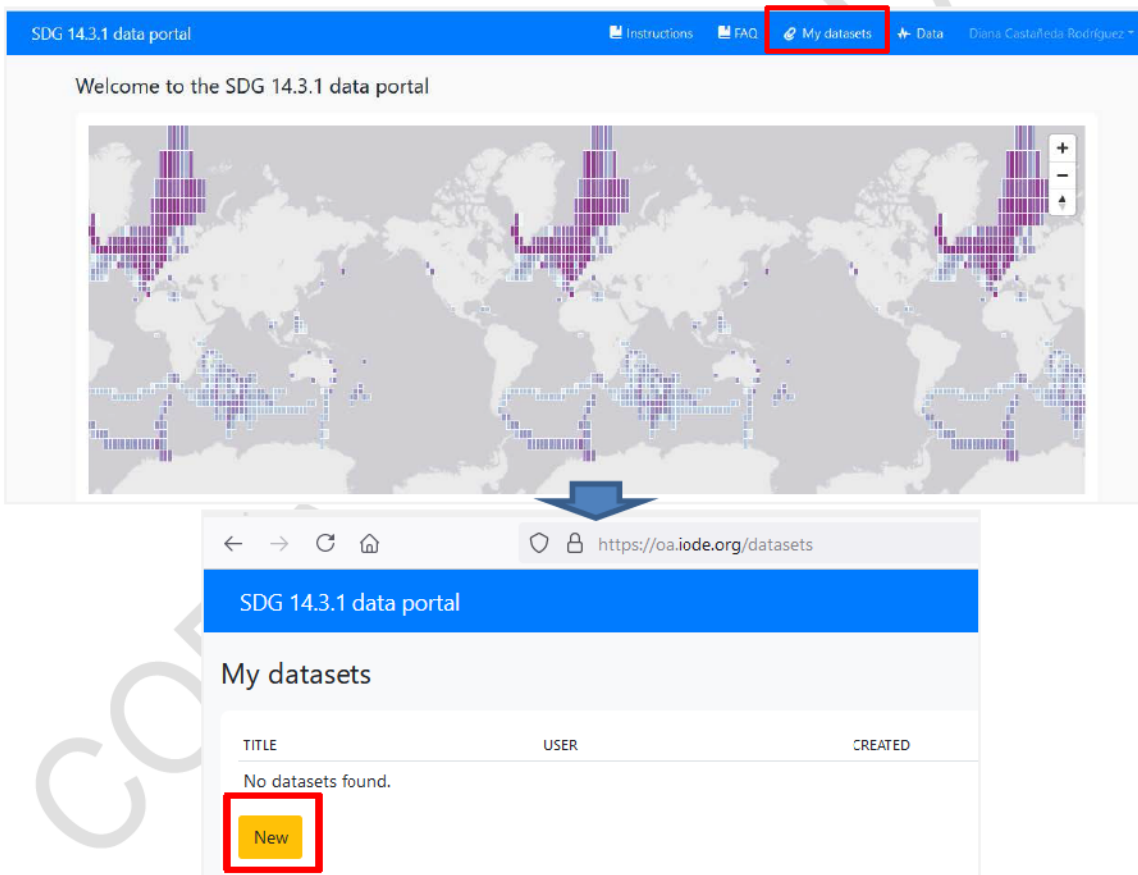 SDG 14.3.1 data portal Instructions FAQ My datasets Data Diana Castañeda Rodríguez
Welcome to the SDG 14.3.1 data portal
+
−
https://oa.iode.org/datasets
SDG 14.3.1 data portal
My datasets
TITLE USER CREATED
No datasets found.
New